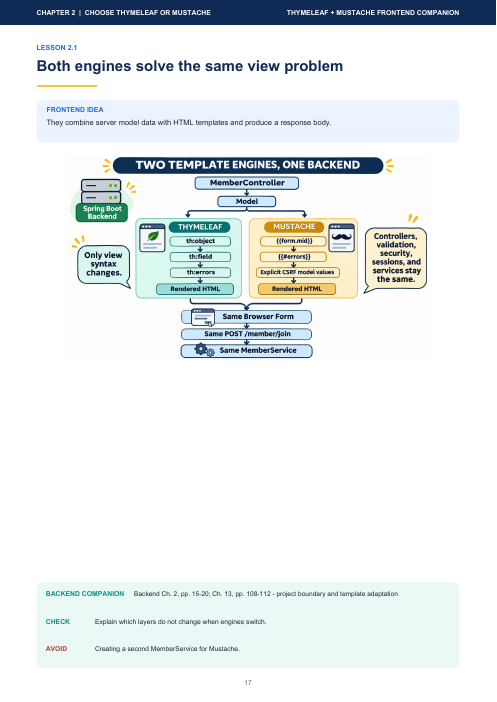 CHAPTER 2 | CHOOSE THYMELEAF OR MUSTACHE
THYMELEAF + MUSTACHE FRONTEND COMPANION
LESSON 2.1
Both engines solve the same view problem
FRONTEND IDEA
They combine server model data with HTML templates and produce a response body.
TWO TEMPLATE ENGINES, ONE BACKEND
MemberController
Model
Spring Boot
Backend
Only view
syntax
changes.
THYMELEAF
th:object
th:field
th:errors
Rendered HTML
MUSTACHE
{{form.mid}}
{{#errors}}
Explicit CSRF model values
Rendered HTML
Controllers,
validation,
security,
sessions, and
services stay
the same.
Same Browser Form
Same POST /member/join
Same MemberService
BACKEND COMPANION Backend Ch. 2, pp. 15-20; Ch. 13, pp. 108-112 - project boundary and template adaptation
CHECK Explain which layers do not change when engines switch.
AVOID Creating a second MemberService for Mustache.
17